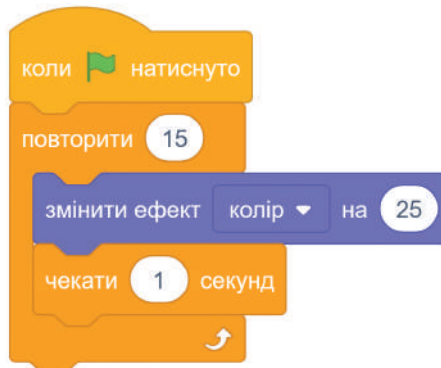 коли натиснуто
повторити 15
змінити ефект колір на 25
чекати 1 секунд